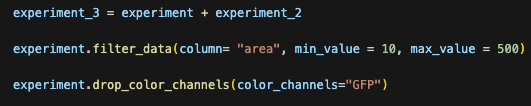 experiment_3 = experiment + experiment_2
experiment.filter_data(column= "area", min_value = 10, max_value = 500)
experiment.drop_color_channels(color_channels="GFP")